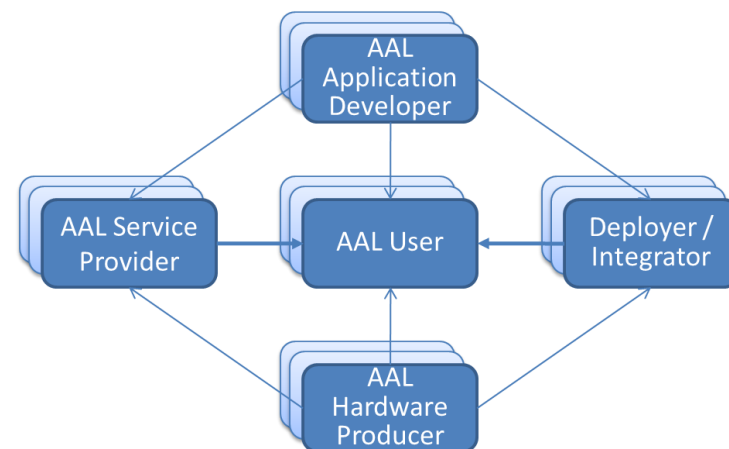 AAL
Application
Developer
AAL Service
Provider
AAL User
Deployer /
Integrator
AAL
Hardware
Producer